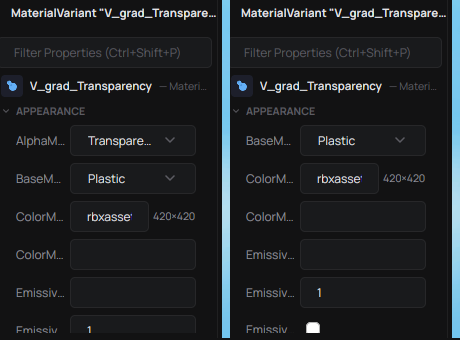 MaterialVariant "V_grad_Transpare...
Filter Properties (Ctrl+Shift+P)
V_grad_Transparency — Materi...
APPEARANCE
AlphaM... Transpare...
BaseM... Plastic
ColorM... rbxasse 420×420
ColorM...
Emissiv...
Emissiv... 1
MaterialVariant "V_grad_Transpare...
Filter Properties (Ctrl+Shift+P)
V_grad_Transparency — Materi...
APPEARANCE
BaseM... Plastic
ColorM... rbxasse 420×420
ColorM...
Emissiv...
Emissiv... 1
Emissiv